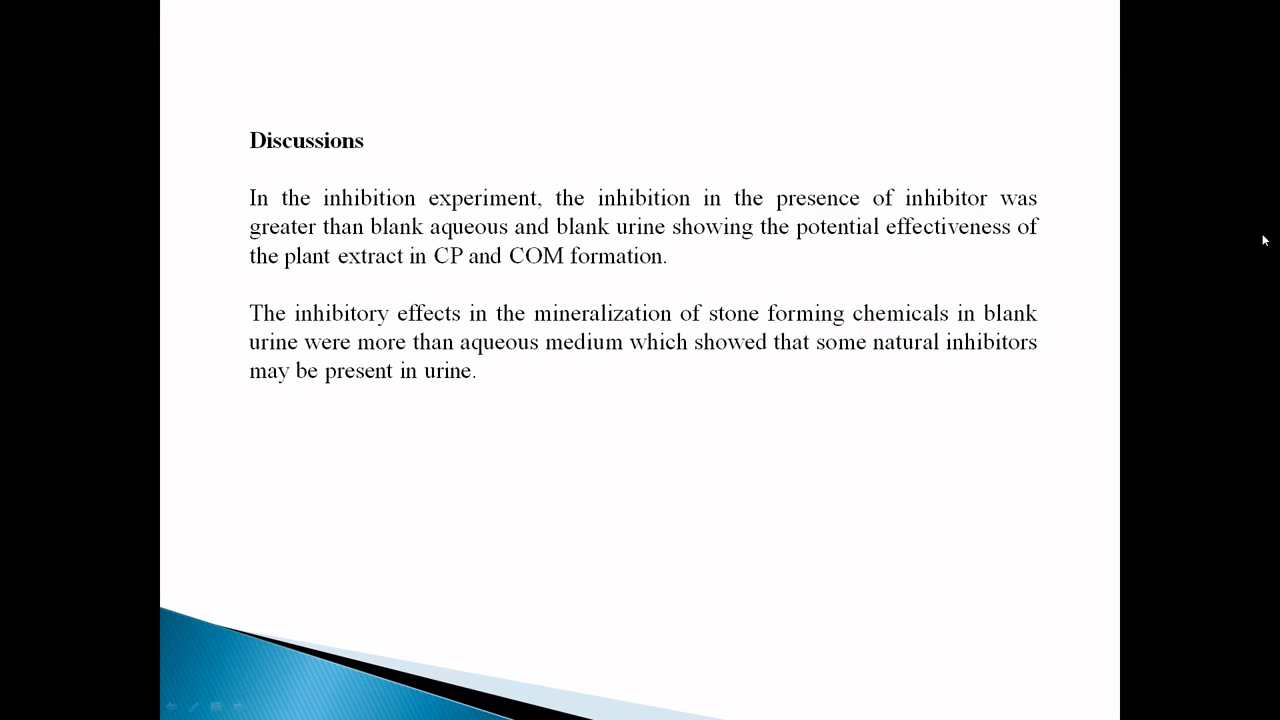 Discussions
In the inhibition experiment, the inhibition in the presence of inhibitor was
greater than blank aqueous and blank urine showing the potential effectiveness of
the plant extract in CP and COM formation.
The inhibitory effects in the mineralization of stone forming chemicals in blank
urine were more than aqueous medium which showed that some natural inhibitors
may be present in urine.